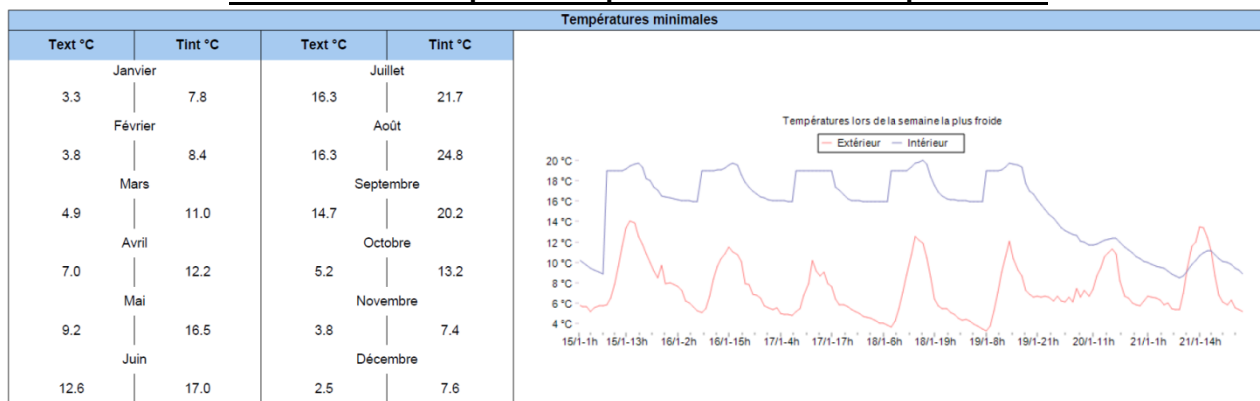 Températures minimales
Text °C Tint °C Text °C Tint °C
Janvier Juillet
3.3 7.8 16.3 21.7
Février Août
3.8 8.4 16.3 24.8
Mars Septembre
4.9 11.0 14.7 20.2
Avril Octobre
7.0 12.2 5.2 13.2
Mai Novembre
9.2 16.5 3.8 7.4
Juin Décembre
12.6 17.0 2.5 7.6
Températures lors de la semaine la plus froide
Extérieur Intérieur
20 °C
18 °C
16 °C
14 °C
12 °C
10 °C
8 °C
6 °C
4 °C
15/1-1h 15/1-13h 16/1-2h 16/1-15h 17/1-4h 17/1-17h 18/1-6h 18/1-19h 19/1-8h 19/1-21h 20/1-11h 21/1-1h 21/1-14h